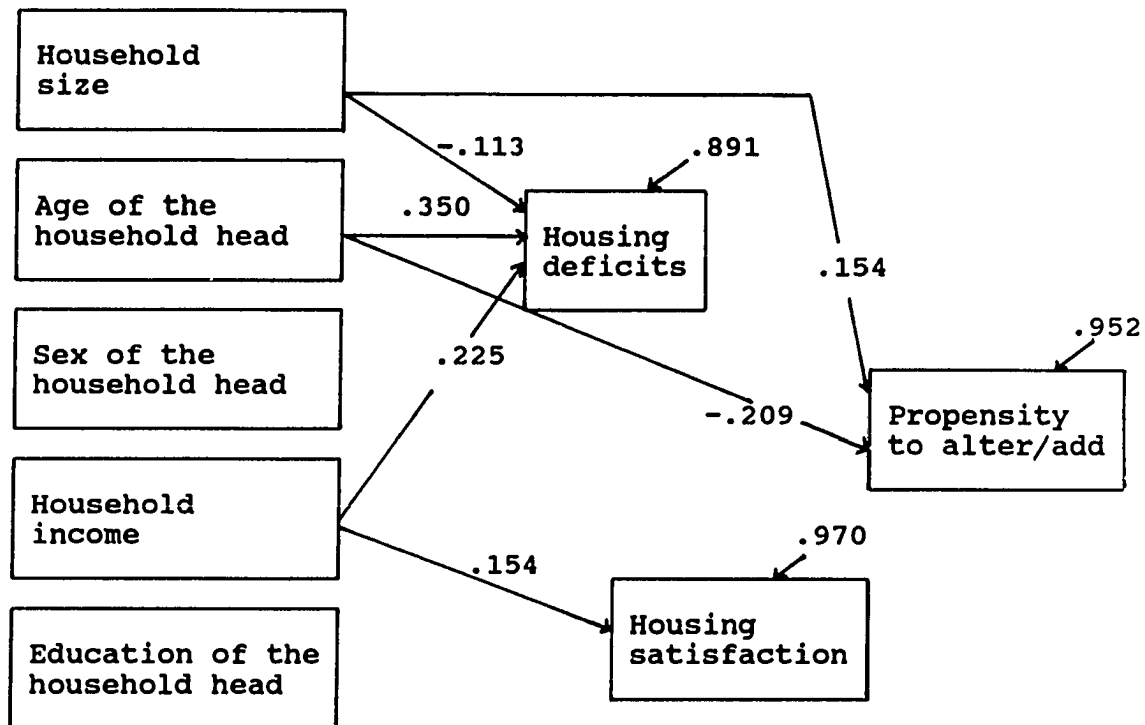 Household
size
-.113
.891
Age of the
household head
.350
Housing
deficits
.154
Sex of the
household head
.225
.952
-.209
Propensity
to alter/add
Household
income
.154
.970
Housing
satisfaction
Education of the
household head